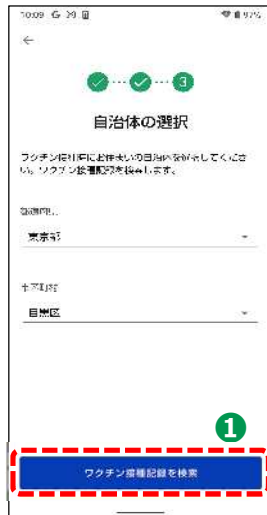 10:09
97%
3
自治体の選択
ワクチン接種時にお住まいの自治体を選択してくださ
い。ワクチン接種記録を検索します。
都道府県
東京都
市区町村
目黒区
1
ワクチン接種記録を検索